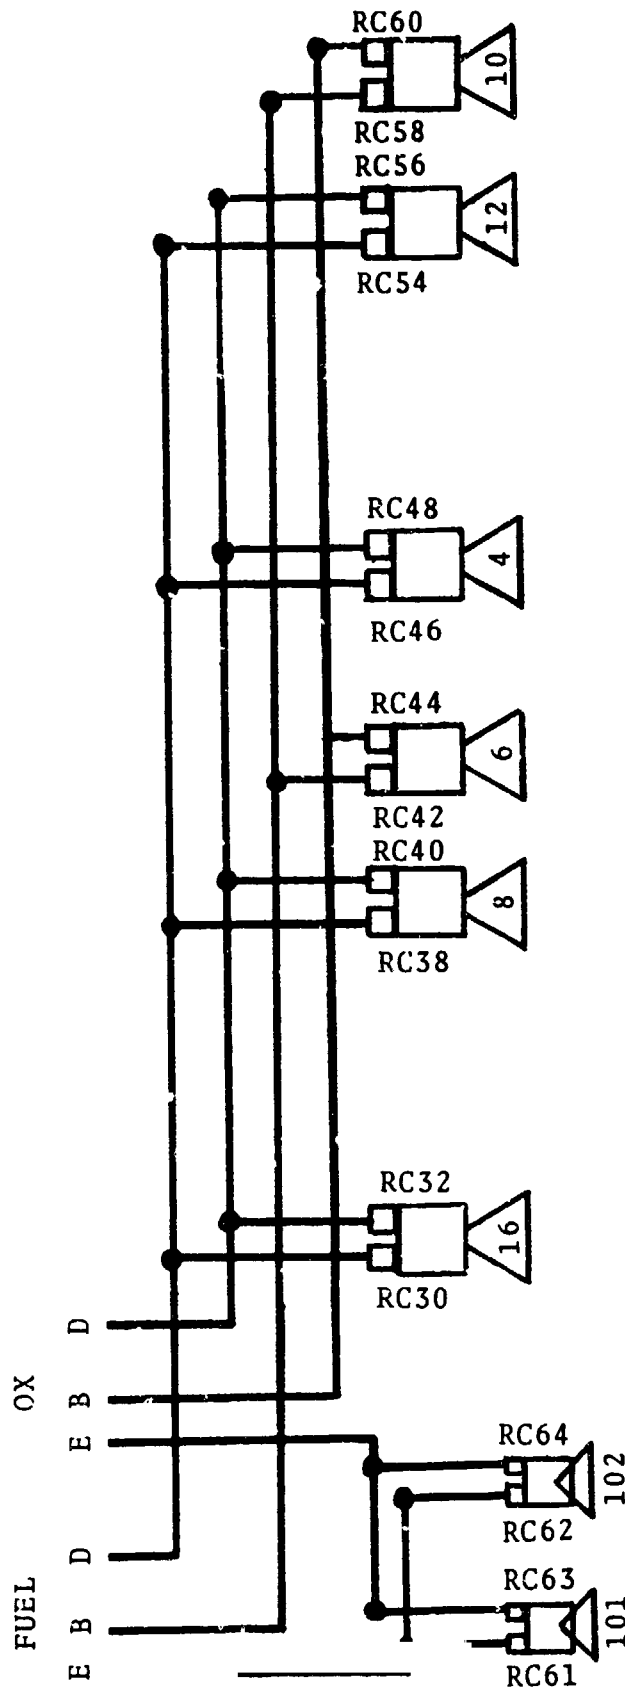 RC60
10
RC58
RC56
12
RC54
RC48
4
RC46
RC44
6
RC42
RC40
8
RC38
RC32
16
RC30
D
OX
B
E
RC64
102
RC62
D
FUEL
B
E
RC63
101
RC61